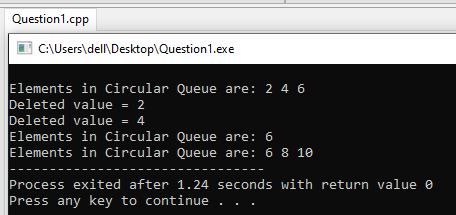 Question1.cpp
C:\Users\dell\Desktop\Question1.exe
Elements in Circular Queue are: 2 4 6
Deleted value = 2
Deleted value = 4
Elements in Circular Queue are: 6
Elements in Circular Queue are: 6 8 10
--------------------------------
Process exited after 1.24 seconds with return value 0
Press any key to continue . . .